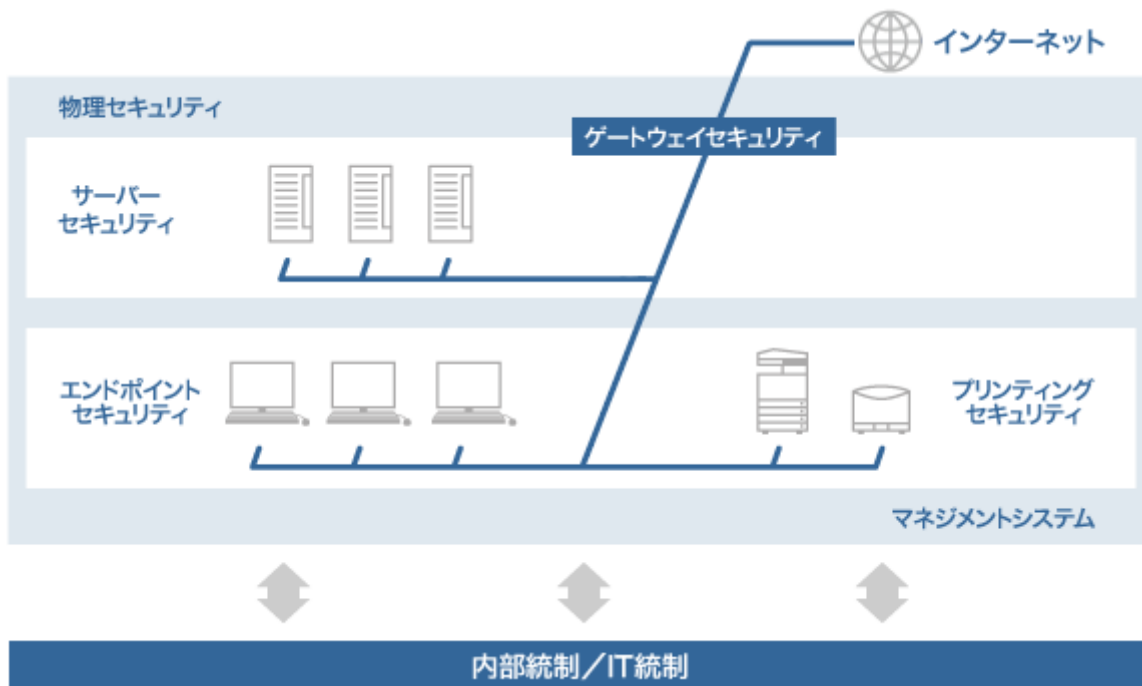 インターネット
物理セキュリティ
ゲートウェイセキュリティ
サーバー
セキュリティ
エンドポイント
セキュリティ
プリンティング
セキュリティ
マネジメントシステム
内部統制／IT統制